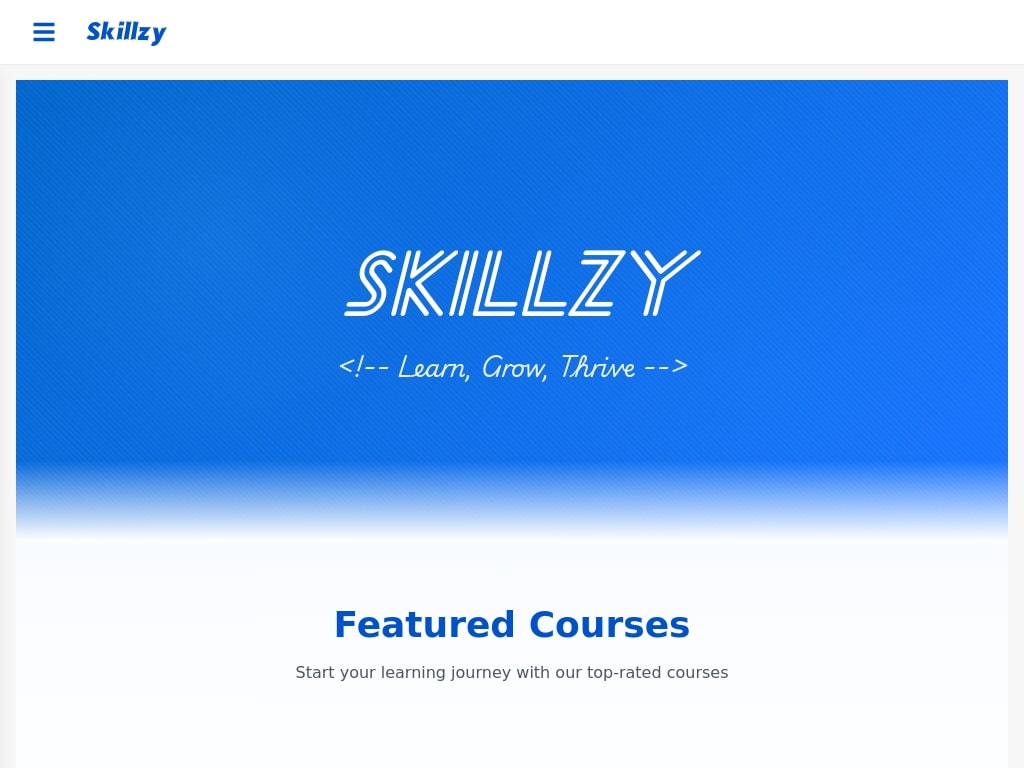 Skillzy
SKILLZY
<!-- Learn, Grow, Thrive -->
Featured Courses
Start your learning journey with our top-rated courses